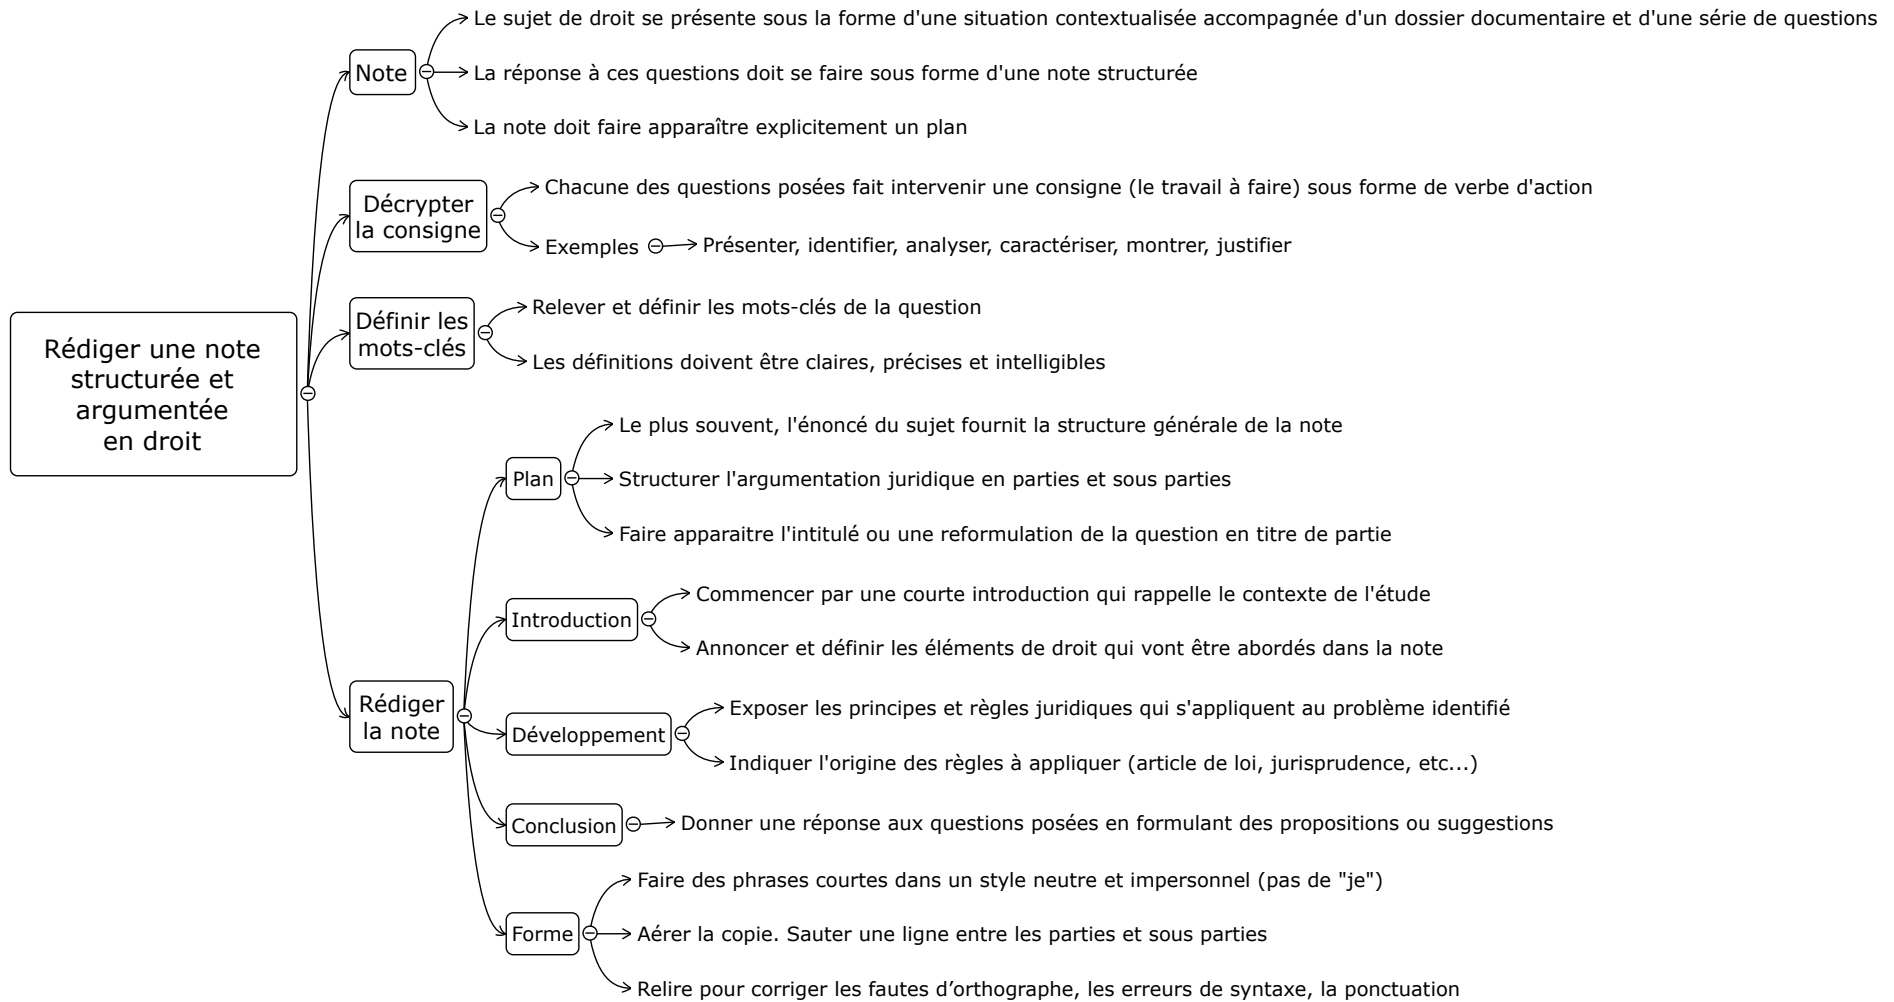 Rédiger une note
structurée et
argumentée
en droit
Note
Le sujet de droit se présente sous la forme d'une situation contextualisée accompagnée d'un dossier documentaire et d'une série de questions
La réponse à ces questions doit se faire sous forme d'une note structurée
La note doit faire apparaître explicitement un plan
Décrypter
la consigne
Chacune des questions posées fait intervenir une consigne (le travail à faire) sous forme de verbe d'action
Exemples
Présenter, identifier, analyser, caractériser, montrer, justifier
Définir les
mots-clés
Relever et définir les mots-clés de la question
Les définitions doivent être claires, précises et intelligibles
Rédiger
la note
Plan
Le plus souvent, l'énoncé du sujet fournit la structure générale de la note
Structurer l'argumentation juridique en parties et sous parties
Faire apparaitre l'intitulé ou une reformulation de la question en titre de partie
Introduction
Commencer par une courte introduction qui rappelle le contexte de l'étude
Annoncer et définir les éléments de droit qui vont être abordés dans la note
Développement
Exposer les principes et règles juridiques qui s'appliquent au problème identifié
Indiquer l'origine des règles à appliquer (article de loi, jurisprudence, etc...)
Conclusion
Donner une réponse aux questions posées en formulant des propositions ou suggestions
Forme
Faire des phrases courtes dans un style neutre et impersonnel (pas de "je")
Aérer la copie. Sauter une ligne entre les parties et sous parties
Relire pour corriger les fautes d’orthographe, les erreurs de syntaxe, la ponctuation